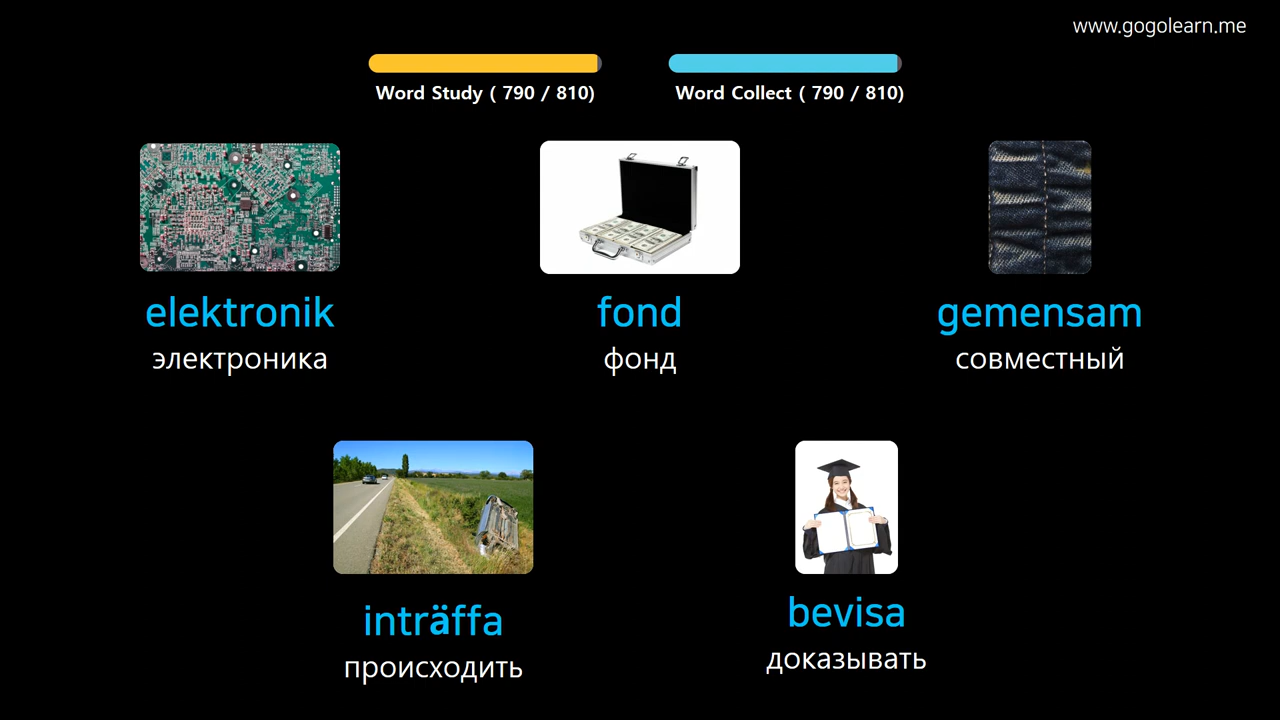 www.gogolearn.me
Word Study ( 790 / 810)
Word Collect ( 790 / 810)
elektronik
электроника
fond
фонд
gemensam
совместный
inträffa
происходить
bevisa
доказывать